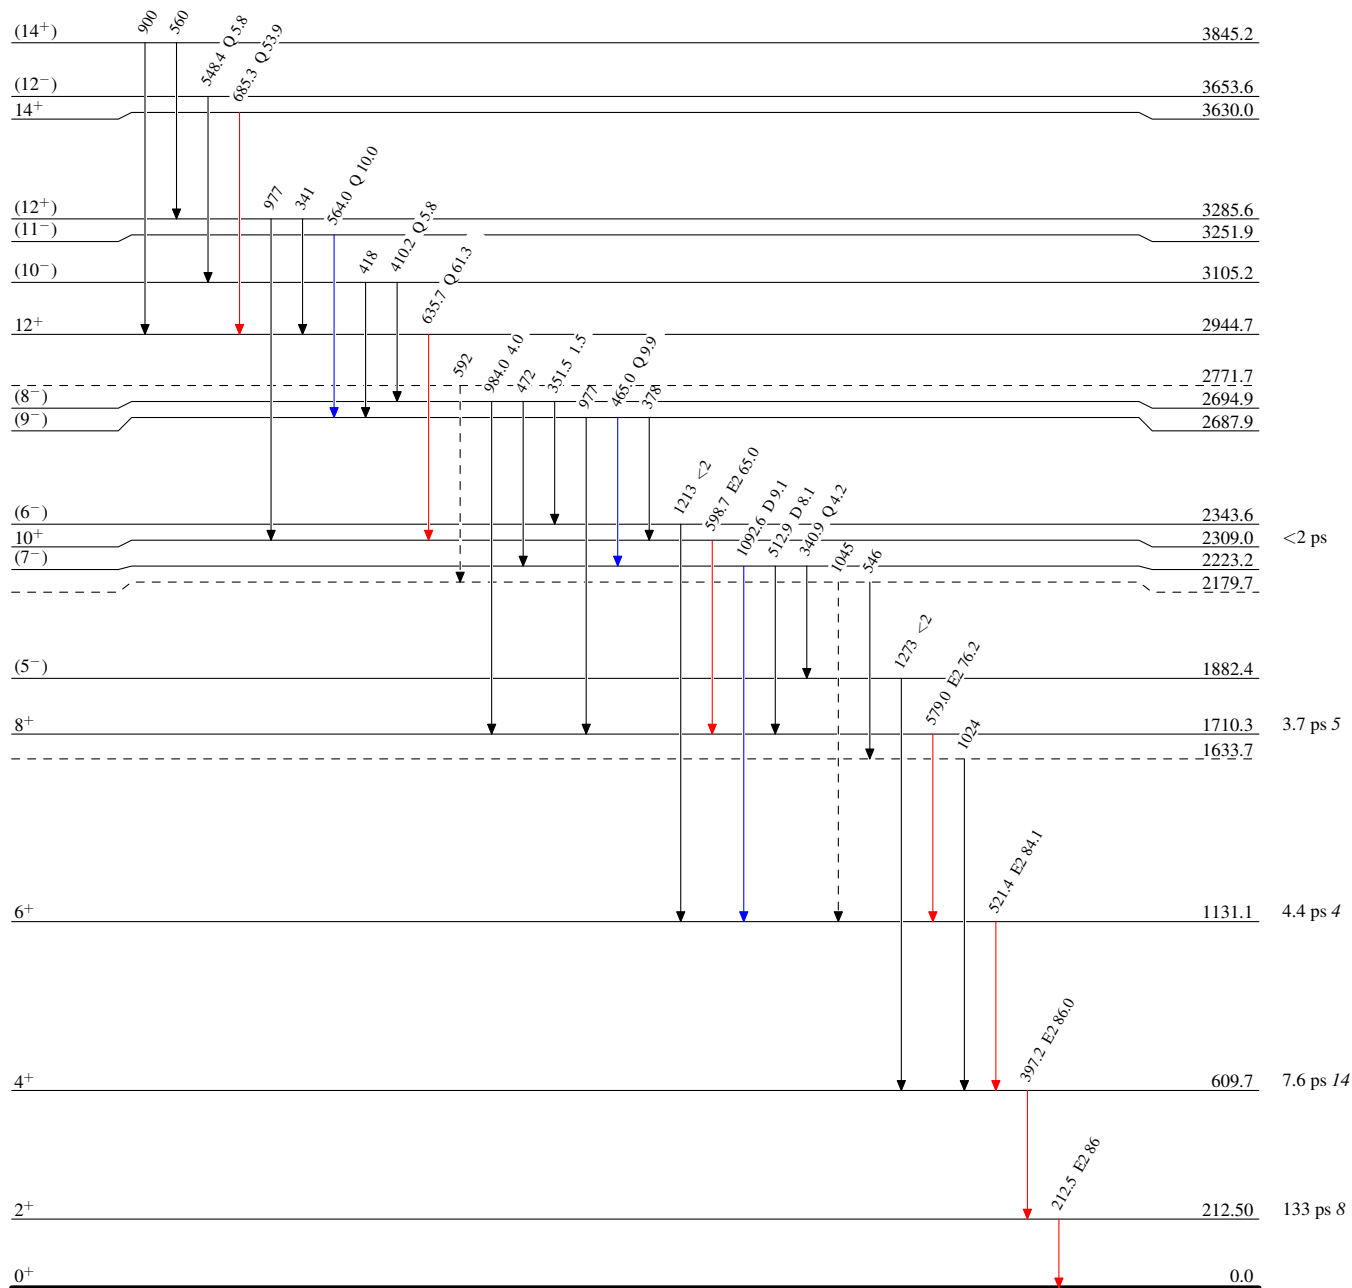 900
560
548.4 Q 5.8
685.3 Q 53.9
(14+) 3845.2
(12−) 3653.6
14+ 3630.0
977
341
564.0 Q 10.0
(12+) 3285.6
(11−) 3251.9
418
410.2 Q 5.8
(10−) 3105.2
635.7 Q 61.3
12+ 2944.7
592
984.0 4.0
472
351.5 1.5
977
465.0 Q 9.9
378
2771.7
(8−) 2694.9
(9−) 2687.9
1213 <2
598.7 E2 65.0
1092.6 D 9.1
512.9 D 8.1
340.9 Q 4.2
1045
546
(6−) 2343.6
10+ 2309.0 <2 ps
(7−) 2223.2
2179.7
1273 <2
579.0 E2 76.2
1024
(5−) 1882.4
8+ 1710.3 3.7 ps 5
1633.7
521.4 E2 84.1
6+ 1131.1 4.4 ps 4
397.2 E2 86.0
4+ 609.7 7.6 ps 14
212.5 E2 86
2+ 212.50 133 ps 8
0+ 0.0